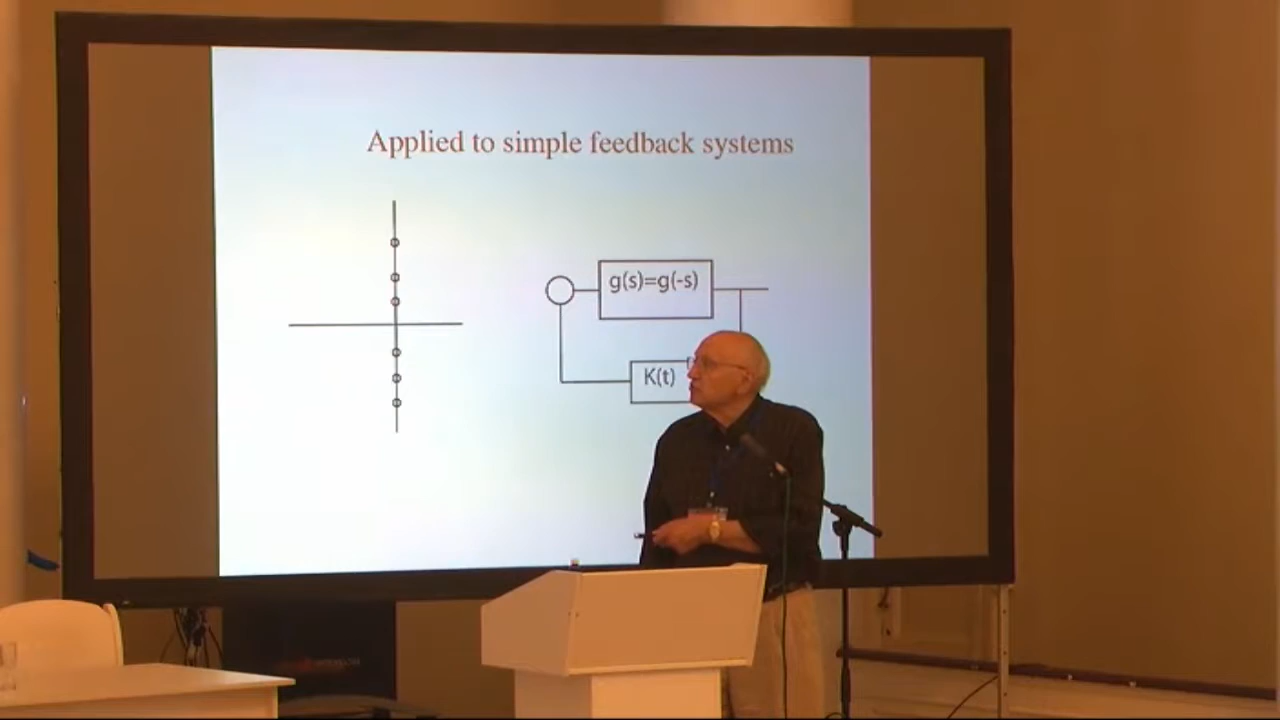 Applied to simple feedback systems
g(s)=g(-s)
K(t)